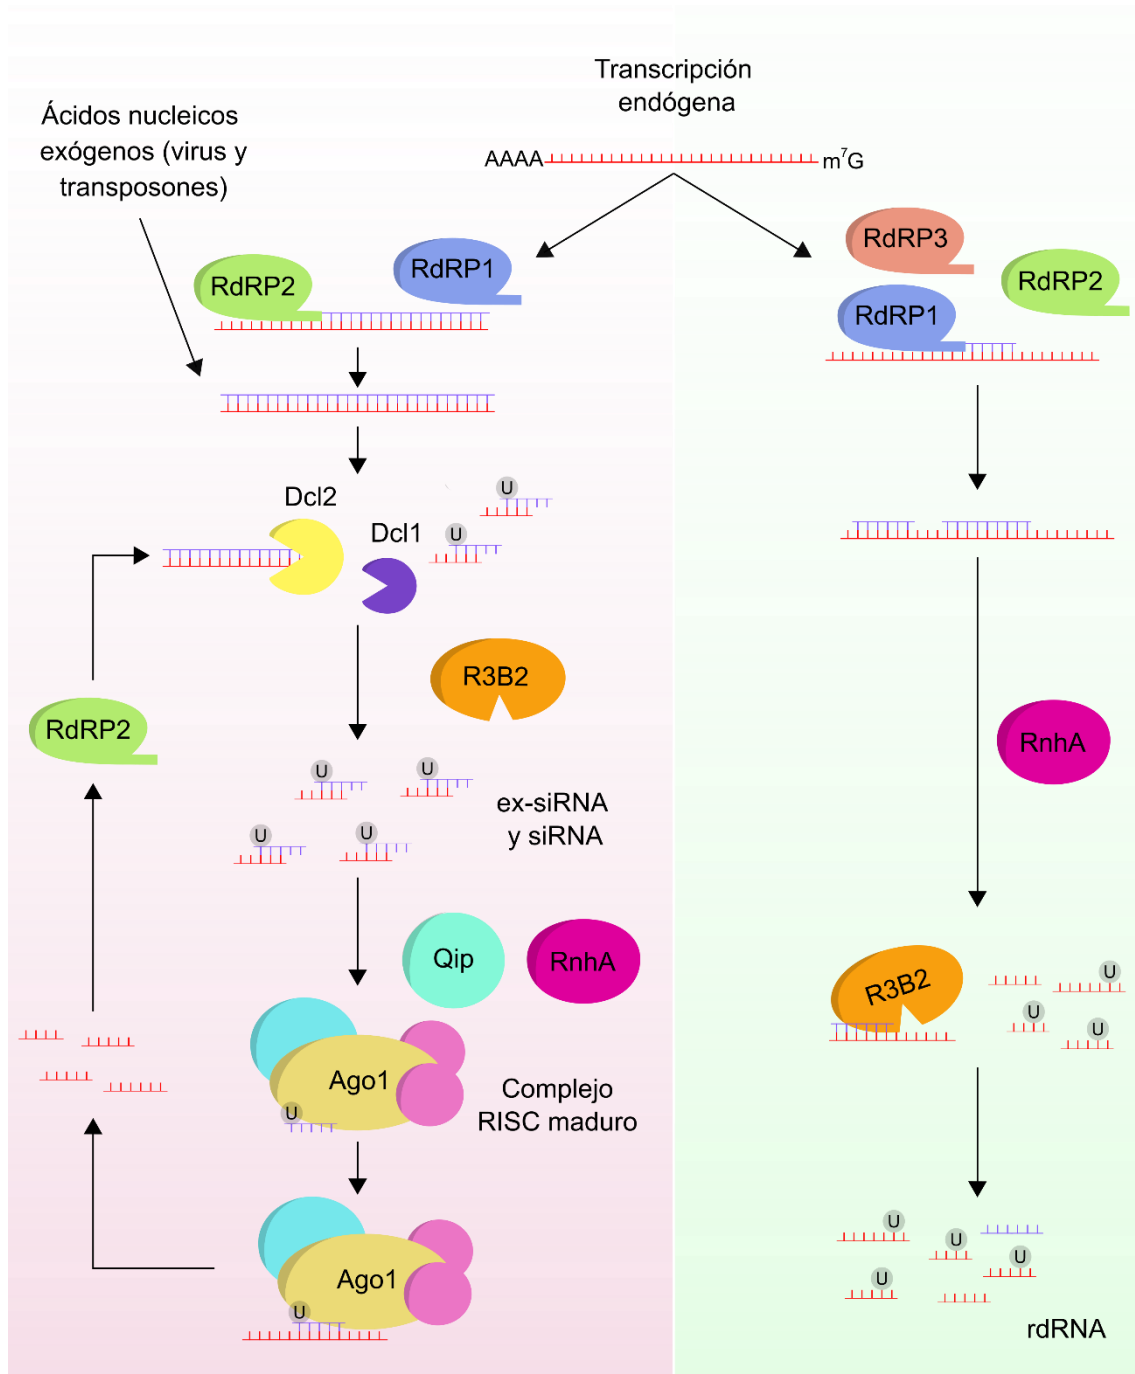 Transcripción
endógena
Ácidos nucleicos
exógenos (virus y
transposones)
AAAA
m⁷G
RdRP2
RdRP1
RdRP3
RdRP2
RdRP1
Dcl2
Dcl1
U
U
R3B2
RdRP2
RnhA
U
U
U
U
ex-siRNA
y siRNA
Qip
RnhA
Ago1
U
Complejo
RISC maduro
Ago1
U
R3B2
U
U
U
U
U
U
U
rdRNA